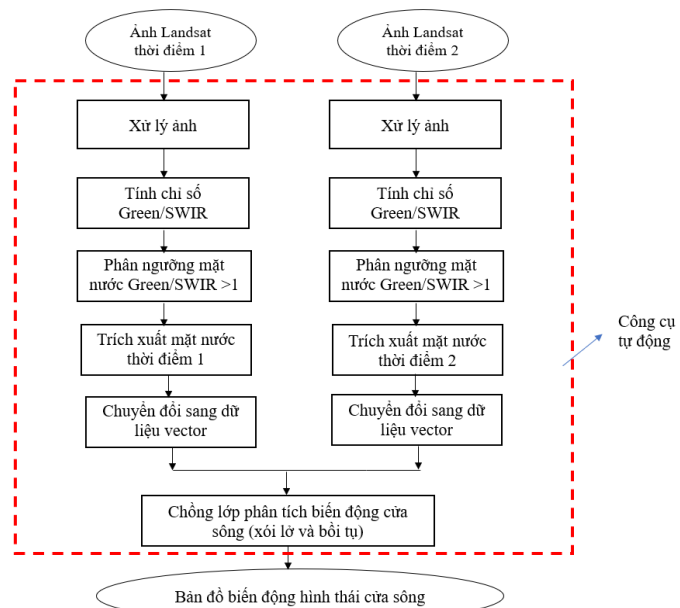 Ảnh Landsat
thời điểm 1
Ảnh Landsat
thời điểm 2
Xử lý ảnh
Xử lý ảnh
Tính chỉ số
Green/SWIR
Tính chỉ số
Green/SWIR
Phân ngưỡng mặt
nước Green/SWIR >1
Phân ngưỡng mặt
nước Green/SWIR >1
Trích xuất mặt nước
thời điểm 1
Trích xuất mặt nước
thời điểm 2
Công cụ
tự động
Chuyển đổi sang dữ
liệu vector
Chuyển đổi sang dữ
liệu vector
Chồng lớp phân tích biến động cửa
sông (xói lở và bồi tụ)
Bản đồ biến động hình thái cửa sông